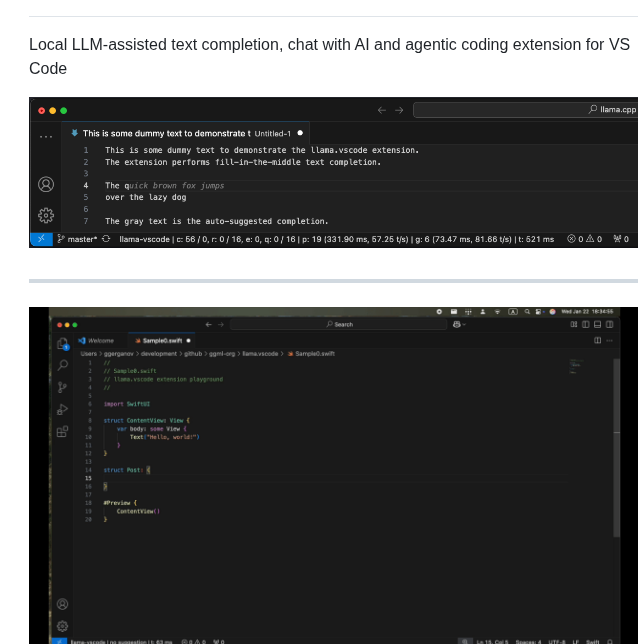 Local LLM-assisted text completion, chat with AI and agentic coding extension for VS
Code
llama.cpp
This is some dummy text to demonstrate t Untitled-1
1 This is some dummy text to demonstrate the llama.vscode extension.
2 The extension performs fill-in-the-middle text completion.
3
4 The quick brown fox jumps
5 over the lazy dog
6
7 The gray text is the auto-suggested completion.
master* llama-vscode | c: 56 / 0, r: 0 / 16, e: 0, q: 0 / 16 | p: 19 (331.90 ms, 57.25 t/s) | g: 6 (73.47 ms, 81.66 t/s) | t: 521 ms 0 0 0
Wed Jan 22 18:34:55
Search
Welcome Sample0.swift
Users > ggerganov > development > github > ggml-org > llama.vscode > Sample0.swift
1 //
2 // Sample0.swift
3 // llama.vscode extension playground
4 //
5
6 import SwiftUI
7
8 struct ContentView: View {
9 var body: some View {
10 Text("Hello, world!")
11 }
12 }
13
14 struct Post: {
15
16 }
17
18 #Preview {
19 ContentView()
20 }
llama-vscode | no suggestion | t: 63 ms 0 0 0 Ln 15, Col 5 Spaces: 4 UTF-8 LF Swift